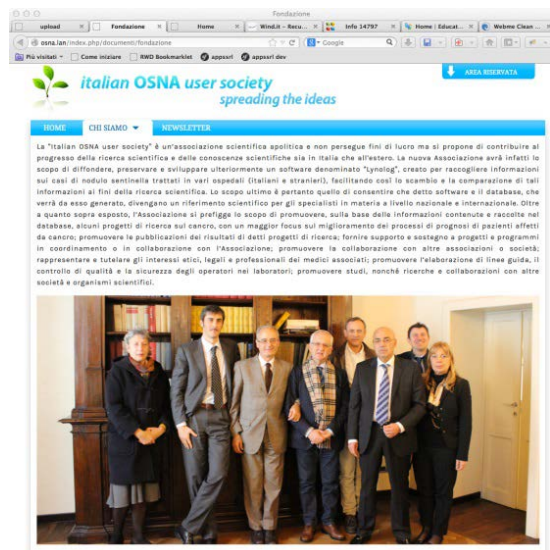 Fondazione
upload
Fondazione
Home
Wind.it – Recu...
Info 14797
Home | Educat...
Webme Clean ...
osna.lan/index.php/document/fondazione
Google
Più visitati
Come iniziare
RWD Bookmarklet
appssrl
appssrl dev
AREA RISERVATA
italian OSNA user society
spreading the ideas
HOME
CHI SIAMO
NEWSLETTER
La "Italian OSNA user society" è un'associazione scientifica apolitica e non persegue fini di lucro ma si propone di contribuire al
progresso della ricerca scientifica e delle conoscenze scientifiche sia in Italia che all'estero. La nuova Associazione avrà infatti lo
scopo di diffondere, preservare e sviluppare ulteriormente un software denominato "Lynolog", creato per raccogliere informazioni
sui casi di nodulo sentinella trattati in vari ospedali (italiani e stranieri), facilitando così lo scambio e la comparazione di tali
informazioni ai fini della ricerca scientifica. Lo scopo ultimo è pertanto quello di consentire che detto software e il database, che
verrà da esso generato, divengano un riferimento scientifico per gli specialisti in materia a livello nazionale e internazionale. Oltre
a quanto sopra esposto, l'Associazione si prefigge lo scopo di promuovere, sulla base delle informazioni contenute e raccolte nel
database, alcuni progetti di ricerca sul cancro, con un maggior focus sul miglioramento dei processi di prognosi di pazienti affetti
da cancro; promuovere le pubblicazioni dei risultati di detti progetti di ricerca; fornire supporto e sostegno a progatti e programmi
in coordinamento o in collaborazione con l'Associazione; promuovere la collaborazione con altre associazioni o società;
rappresentare e tutelare gli interessi etici, legali e professionali dei medici associati; promuovere l'elaborazione di linee guida, il
controllo di qualità e la sicurezza degli operatori nei laboratori; promuovere studi, nonché ricerche e collaborazioni con altre
società e organismi scientifici.